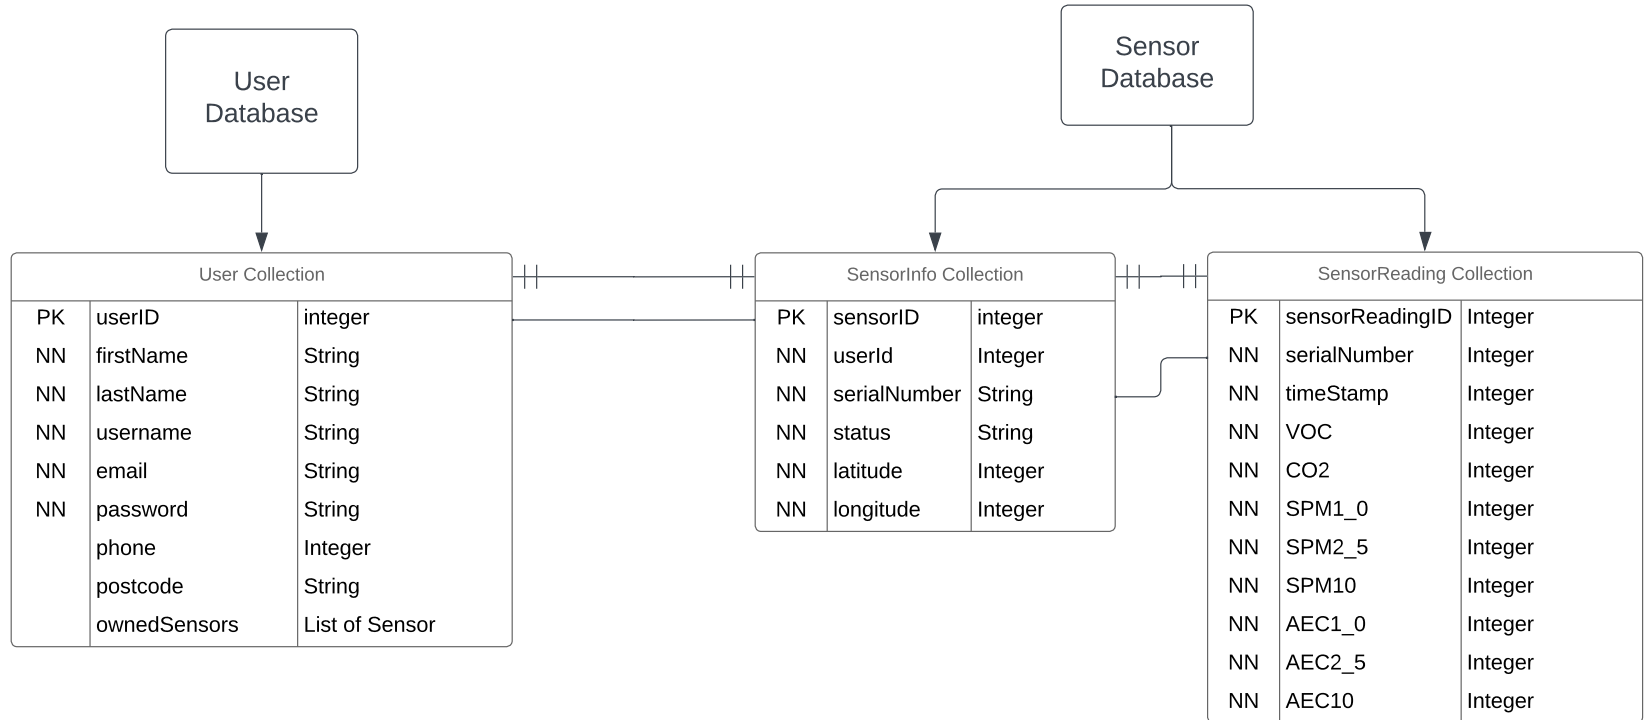 User
Database
Sensor
Database
User Collection
PK userID integer
NN firstName String
NN lastName String
NN username String
NN email String
NN password String
phone Integer
postcode String
ownedSensors List of Sensor
SensorInfo Collection
PK sensorID integer
NN userId Integer
NN serialNumber String
NN status String
NN latitude Integer
NN longitude Integer
SensorReading Collection
PK sensorReadingID Integer
NN serialNumber Integer
NN timeStamp Integer
NN VOC Integer
NN CO2 Integer
NN SPM1_0 Integer
NN SPM2_5 Integer
NN SPM10 Integer
NN AEC1_0 Integer
NN AEC2_5 Integer
NN AEC10 Integer